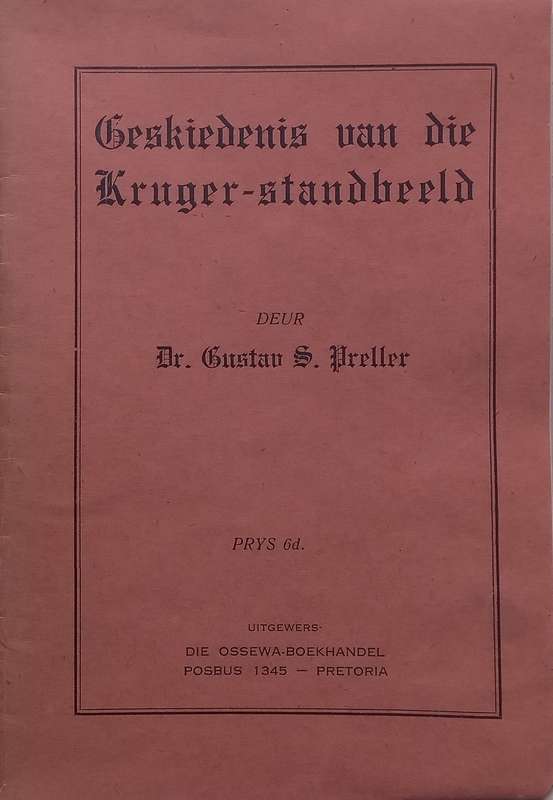 Geskiedenis van die
Kruger-standbeeld
DEUR
Dr. Gustav S. Preller
PRYS 6d.
UITGEWERS-
DIE OSSEWA-BOEKHANDEL
POSBUS 1345 — PRETORIA